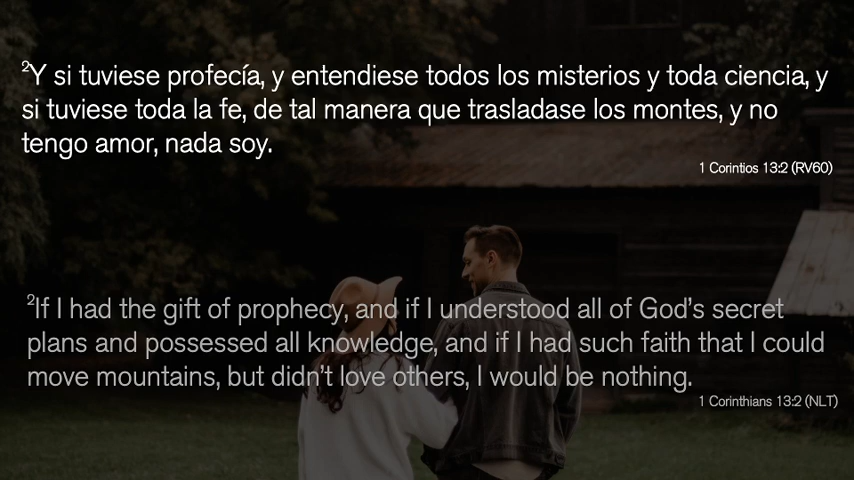 ²Y si tuviese profecía, y entendiese todos los misterios y toda ciencia, y
si tuviese toda la fe, de tal manera que trasladase los montes, y no
tengo amor, nada soy.
1 Corintios 13:2 (RV60)
²If I had the gift of prophecy, and if I understood all of God’s secret
plans and possessed all knowledge, and if I had such faith that I could
move mountains, but didn’t love others, I would be nothing.
1 Corinthians 13:2 (NLT)